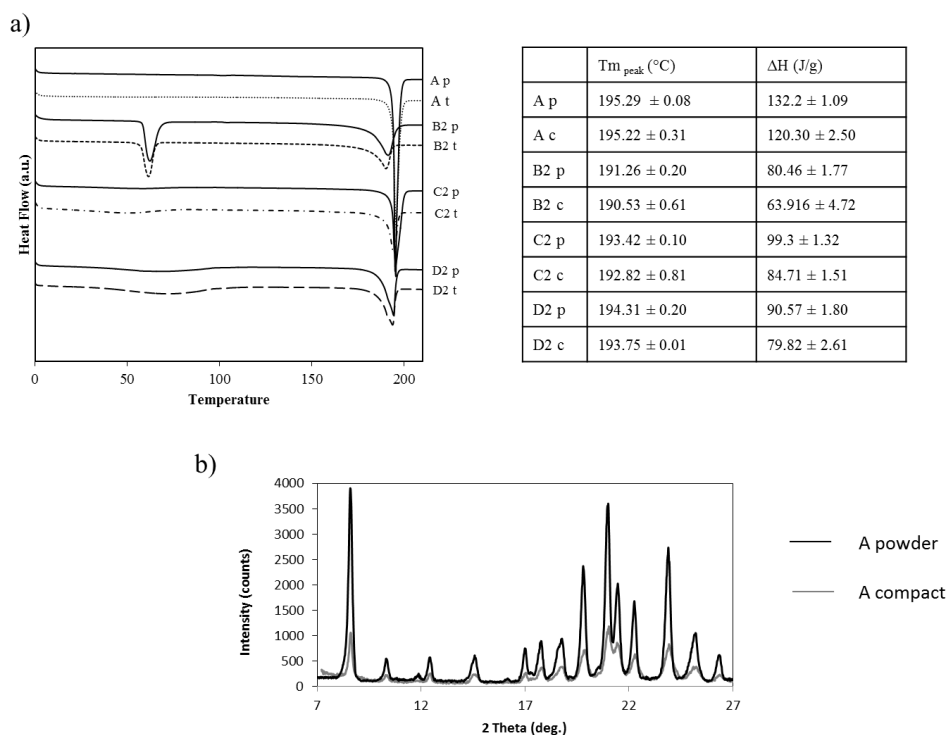 a)
A p
A t
B2 p
B2 t
C2 p
C2 t
D2 p
D2 t
Heat Flow (a.u.)
0 50 100 150 200
Temperature
Tm peak (°C) ΔH (J/g)
A p 195.29 ± 0.08 132.2 ± 1.09
A c 195.22 ± 0.31 120.30 ± 2.50
B2 p 191.26 ± 0.20 80.46 ± 1.77
B2 c 190.53 ± 0.61 63.916 ± 4.72
C2 p 193.42 ± 0.10 99.3 ± 1.32
C2 c 192.82 ± 0.81 84.71 ± 1.51
D2 p 194.31 ± 0.20 90.57 ± 1.80
D2 c 193.75 ± 0.01 79.82 ± 2.61
b)
4000
3500
3000
2500
2000
1500
1000
500
0
Intensity (counts)
7 12 17 22 27
2 Theta (deg.)
A powder
A compact